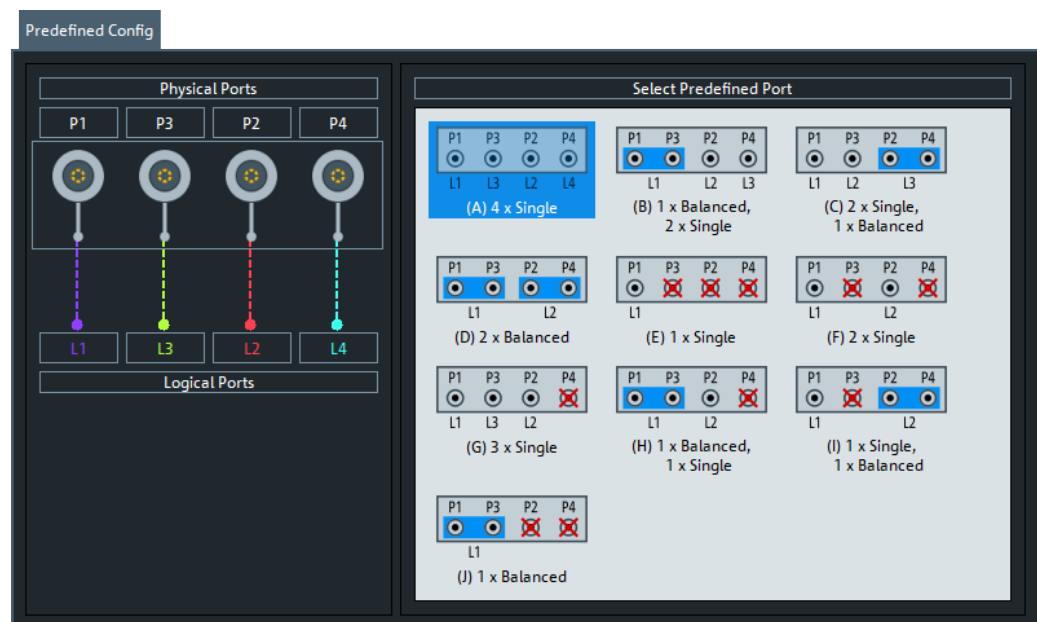 Predefined Config
Physical Ports
P1 P3 P2 P4
L1 L3 L2 L4
Logical Ports
Select Predefined Port
P1 P3 P2 P4
L1 L3 L2 L4
(A) 4 x Single
P1 P3 P2 P4
L1 L2 L3
(B) 1 x Balanced,
2 x Single
P1 P3 P2 P4
L1 L2 L3
(C) 2 x Single,
1 x Balanced
P1 P3 P2 P4
L1 L2
(D) 2 x Balanced
P1 P3 P2 P4
L1
(E) 1 x Single
P1 P3 P2 P4
L1 L2
(F) 2 x Single
P1 P3 P2 P4
L1 L3 L2
(G) 3 x Single
P1 P3 P2 P4
L1 L2
(H) 1 x Balanced,
1 x Single
P1 P3 P2 P4
L1 L2
(I) 1 x Single,
1 x Balanced
P1 P3 P2 P4
L1
(J) 1 x Balanced